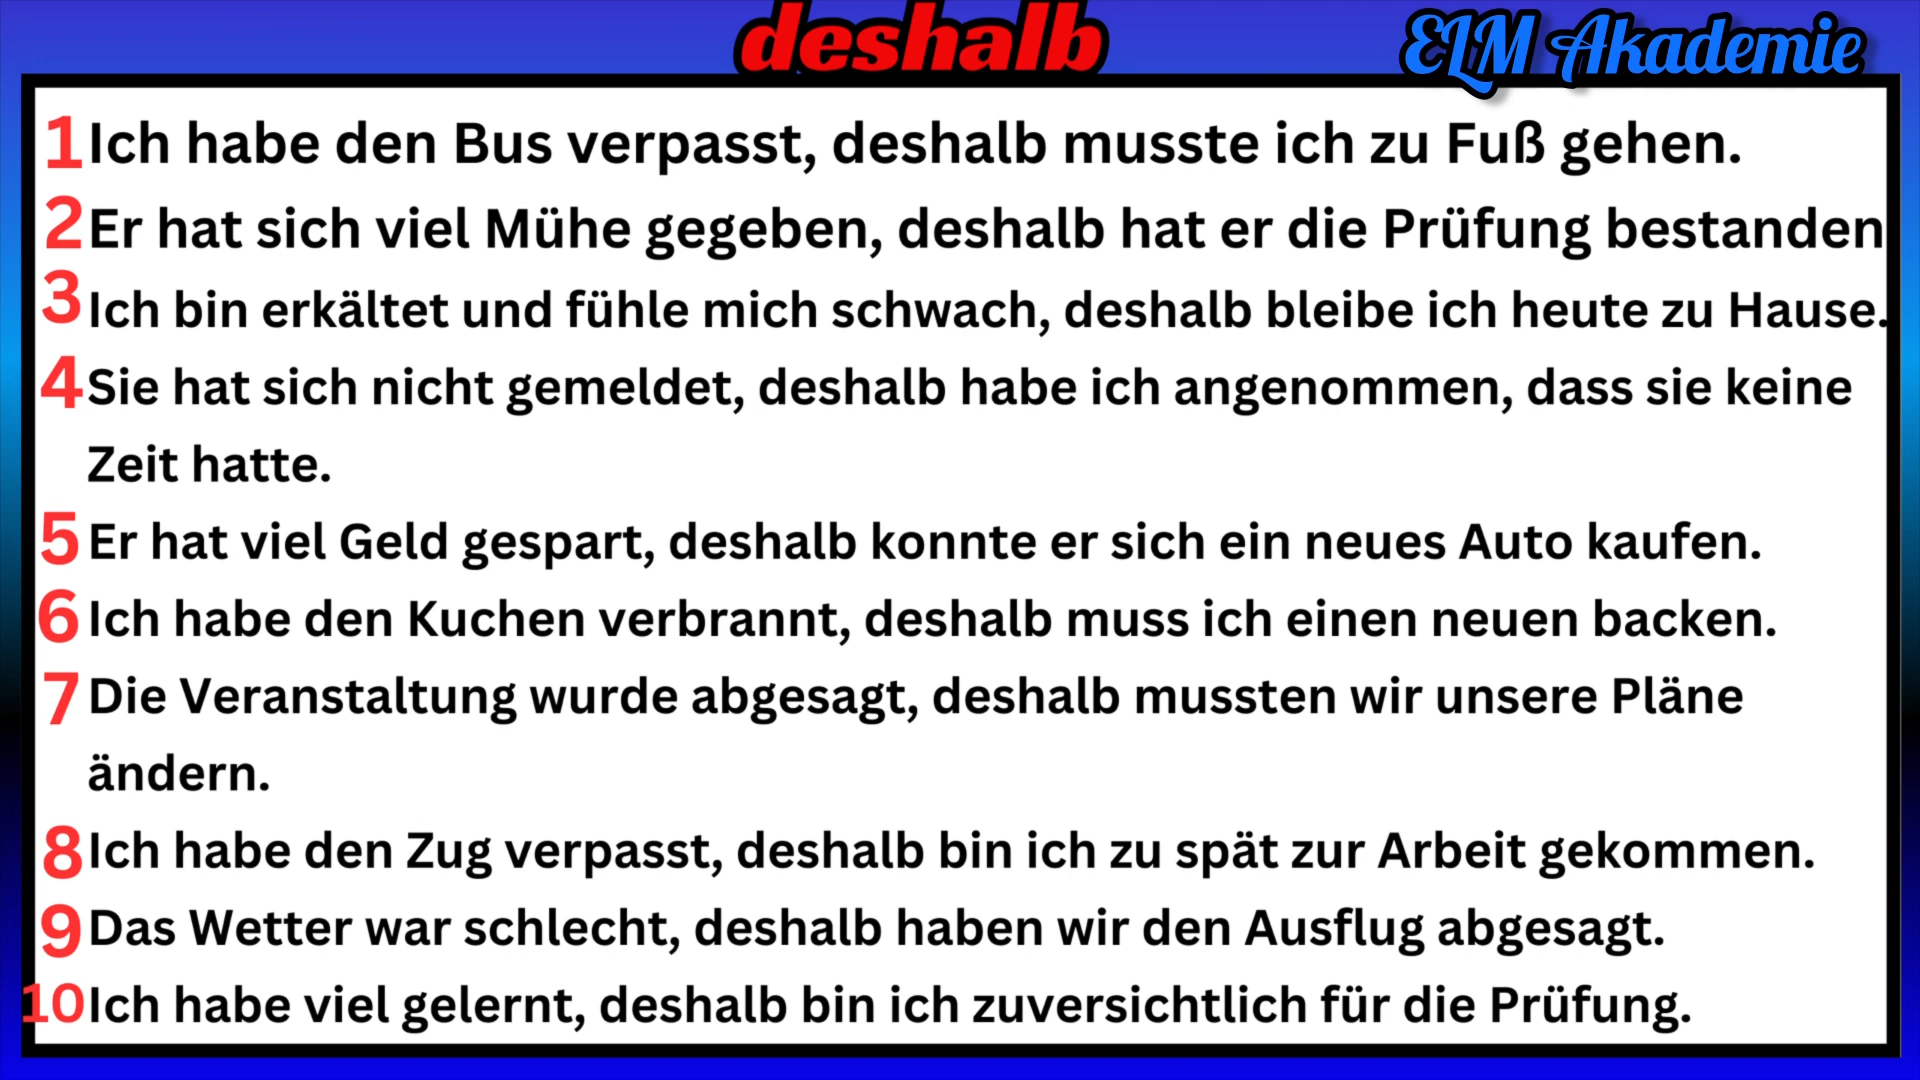 deshalb
ELM Akademie
1 Ich habe den Bus verpasst, deshalb musste ich zu Fuß gehen.
2 Er hat sich viel Mühe gegeben, deshalb hat er die Prüfung bestanden
3 Ich bin erkältet und fühle mich schwach, deshalb bleibe ich heute zu Hause.
4 Sie hat sich nicht gemeldet, deshalb habe ich angenommen, dass sie keine
Zeit hatte.
5 Er hat viel Geld gespart, deshalb konnte er sich ein neues Auto kaufen.
6 Ich habe den Kuchen verbrannt, deshalb muss ich einen neuen backen.
7 Die Veranstaltung wurde abgesagt, deshalb mussten wir unsere Pläne
ändern.
8 Ich habe den Zug verpasst, deshalb bin ich zu spät zur Arbeit gekommen.
9 Das Wetter war schlecht, deshalb haben wir den Ausflug abgesagt.
10 Ich habe viel gelernt, deshalb bin ich zuversichtlich für die Prüfung.